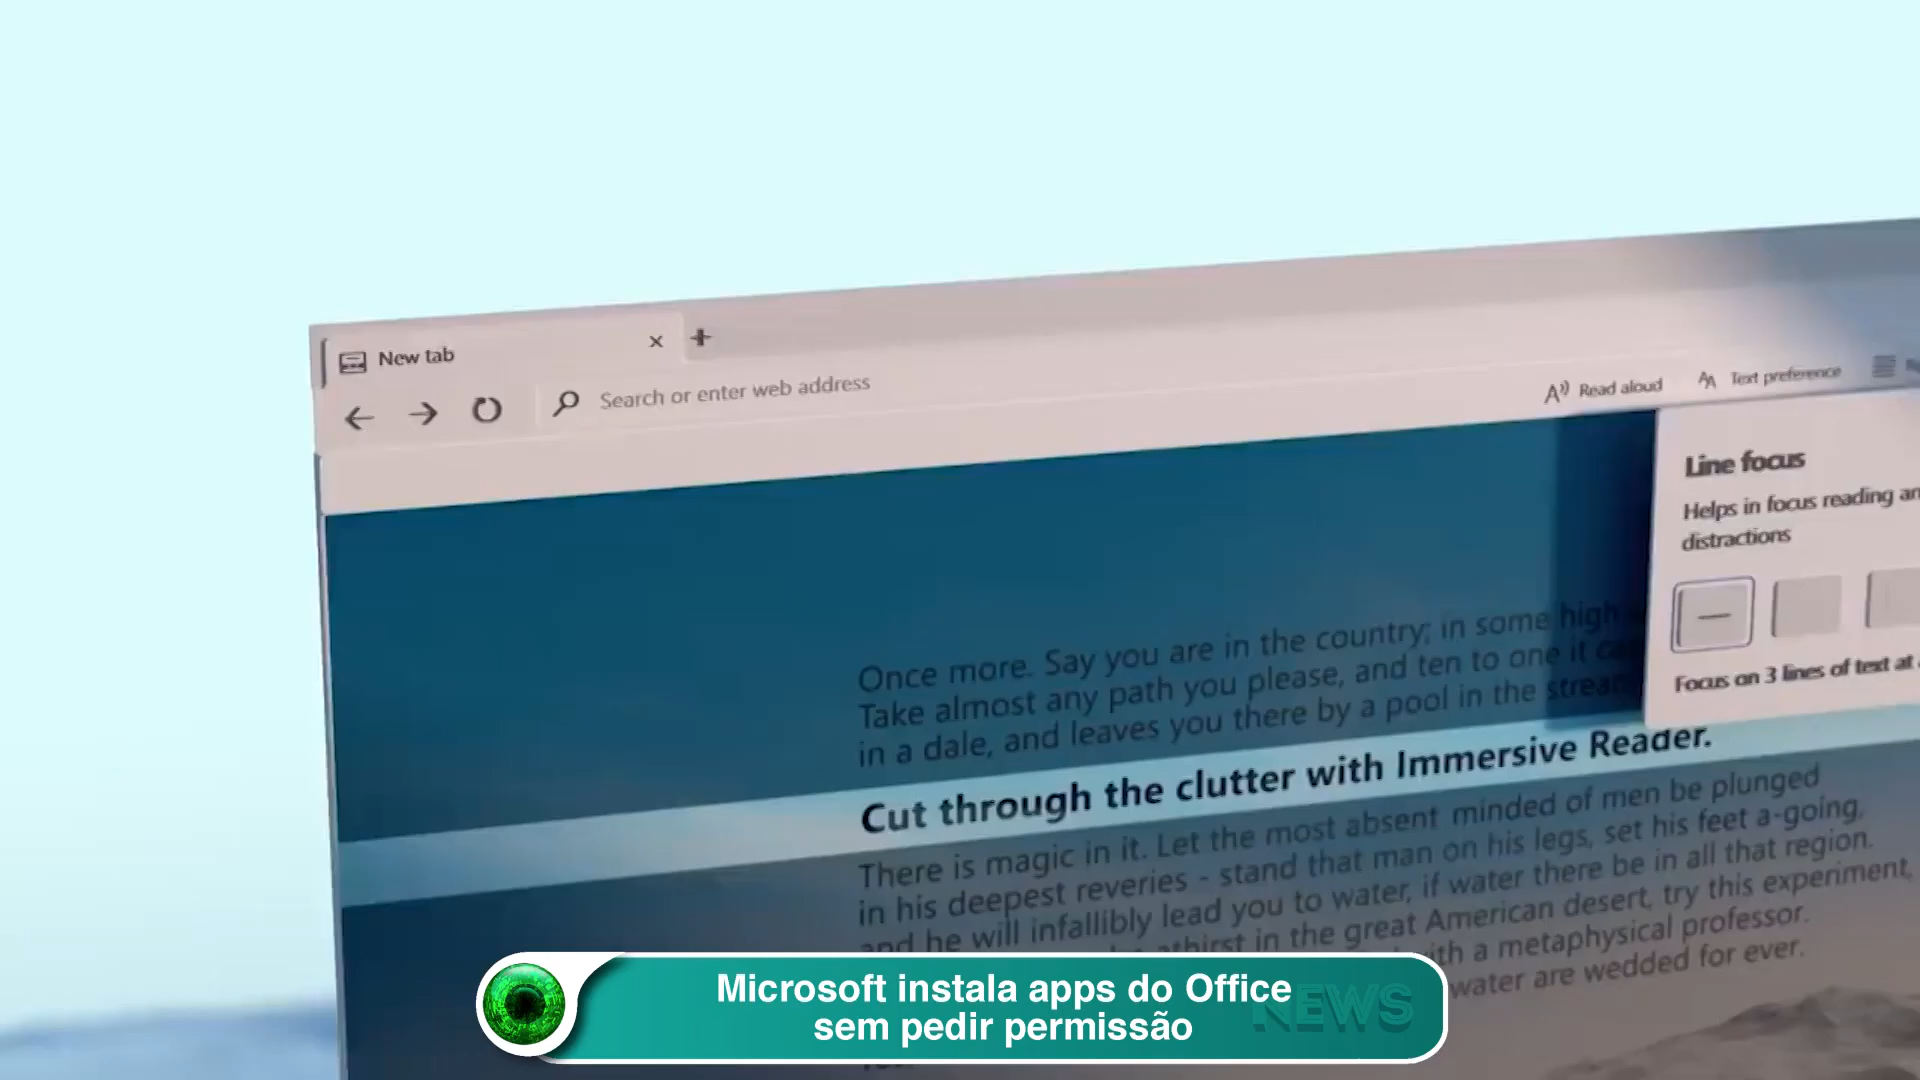 New tab
Search or enter web address
Read aloud
Text preference
Line focus
Helps in focus reading
distractions
Focus on 3 lines of text at
Once more. Say you are in the country; in some high
Take almost any path you please, and ten to one it
in a dale, and leaves you there by a pool in the stream
Cut through the clutter with Immersive Reader.
There is magic in it. Let the most absent minded of men be plunged
in his deepest reveries - stand that man on his legs, set his feet a-going,
and he will infallibly lead you to water, if water there be in all that region.
athirst in the great American desert, try this experiment,
with a metaphysical professor.
water are wedded for ever.
Microsoft instala apps do Office
sem pedir permissão
NEWS